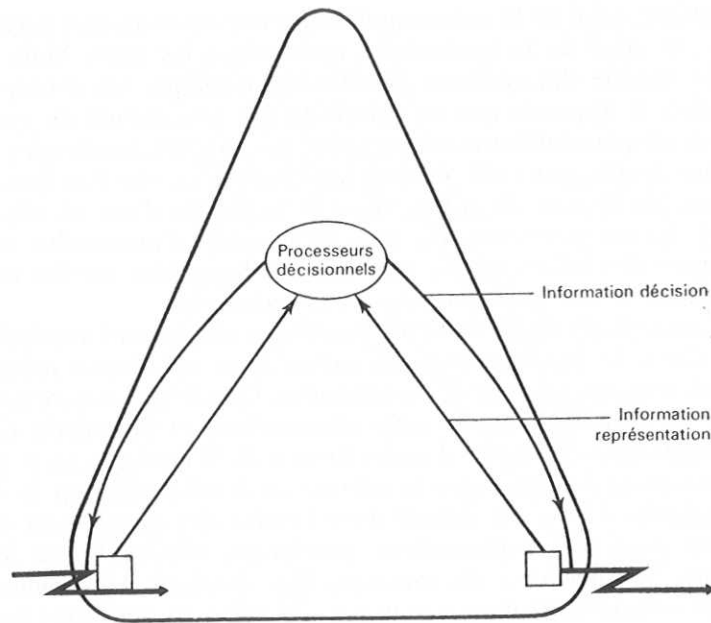 Processeurs
décisionnels
Information décision
Information
représentation